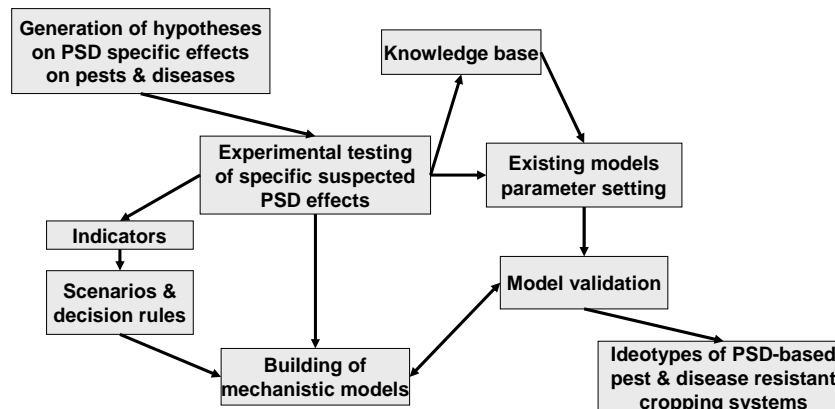 Generation of hypotheses
on PSD specific effects
on pests & diseases
Knowledge base
Experimental testing
of specific suspected
PSD effects
Existing models
parameter setting
Indicators
Scenarios &
decision rules
Model validation
Building of
mechanistic models
Ideotypes of PSD-based
pest & disease resistant
cropping systems